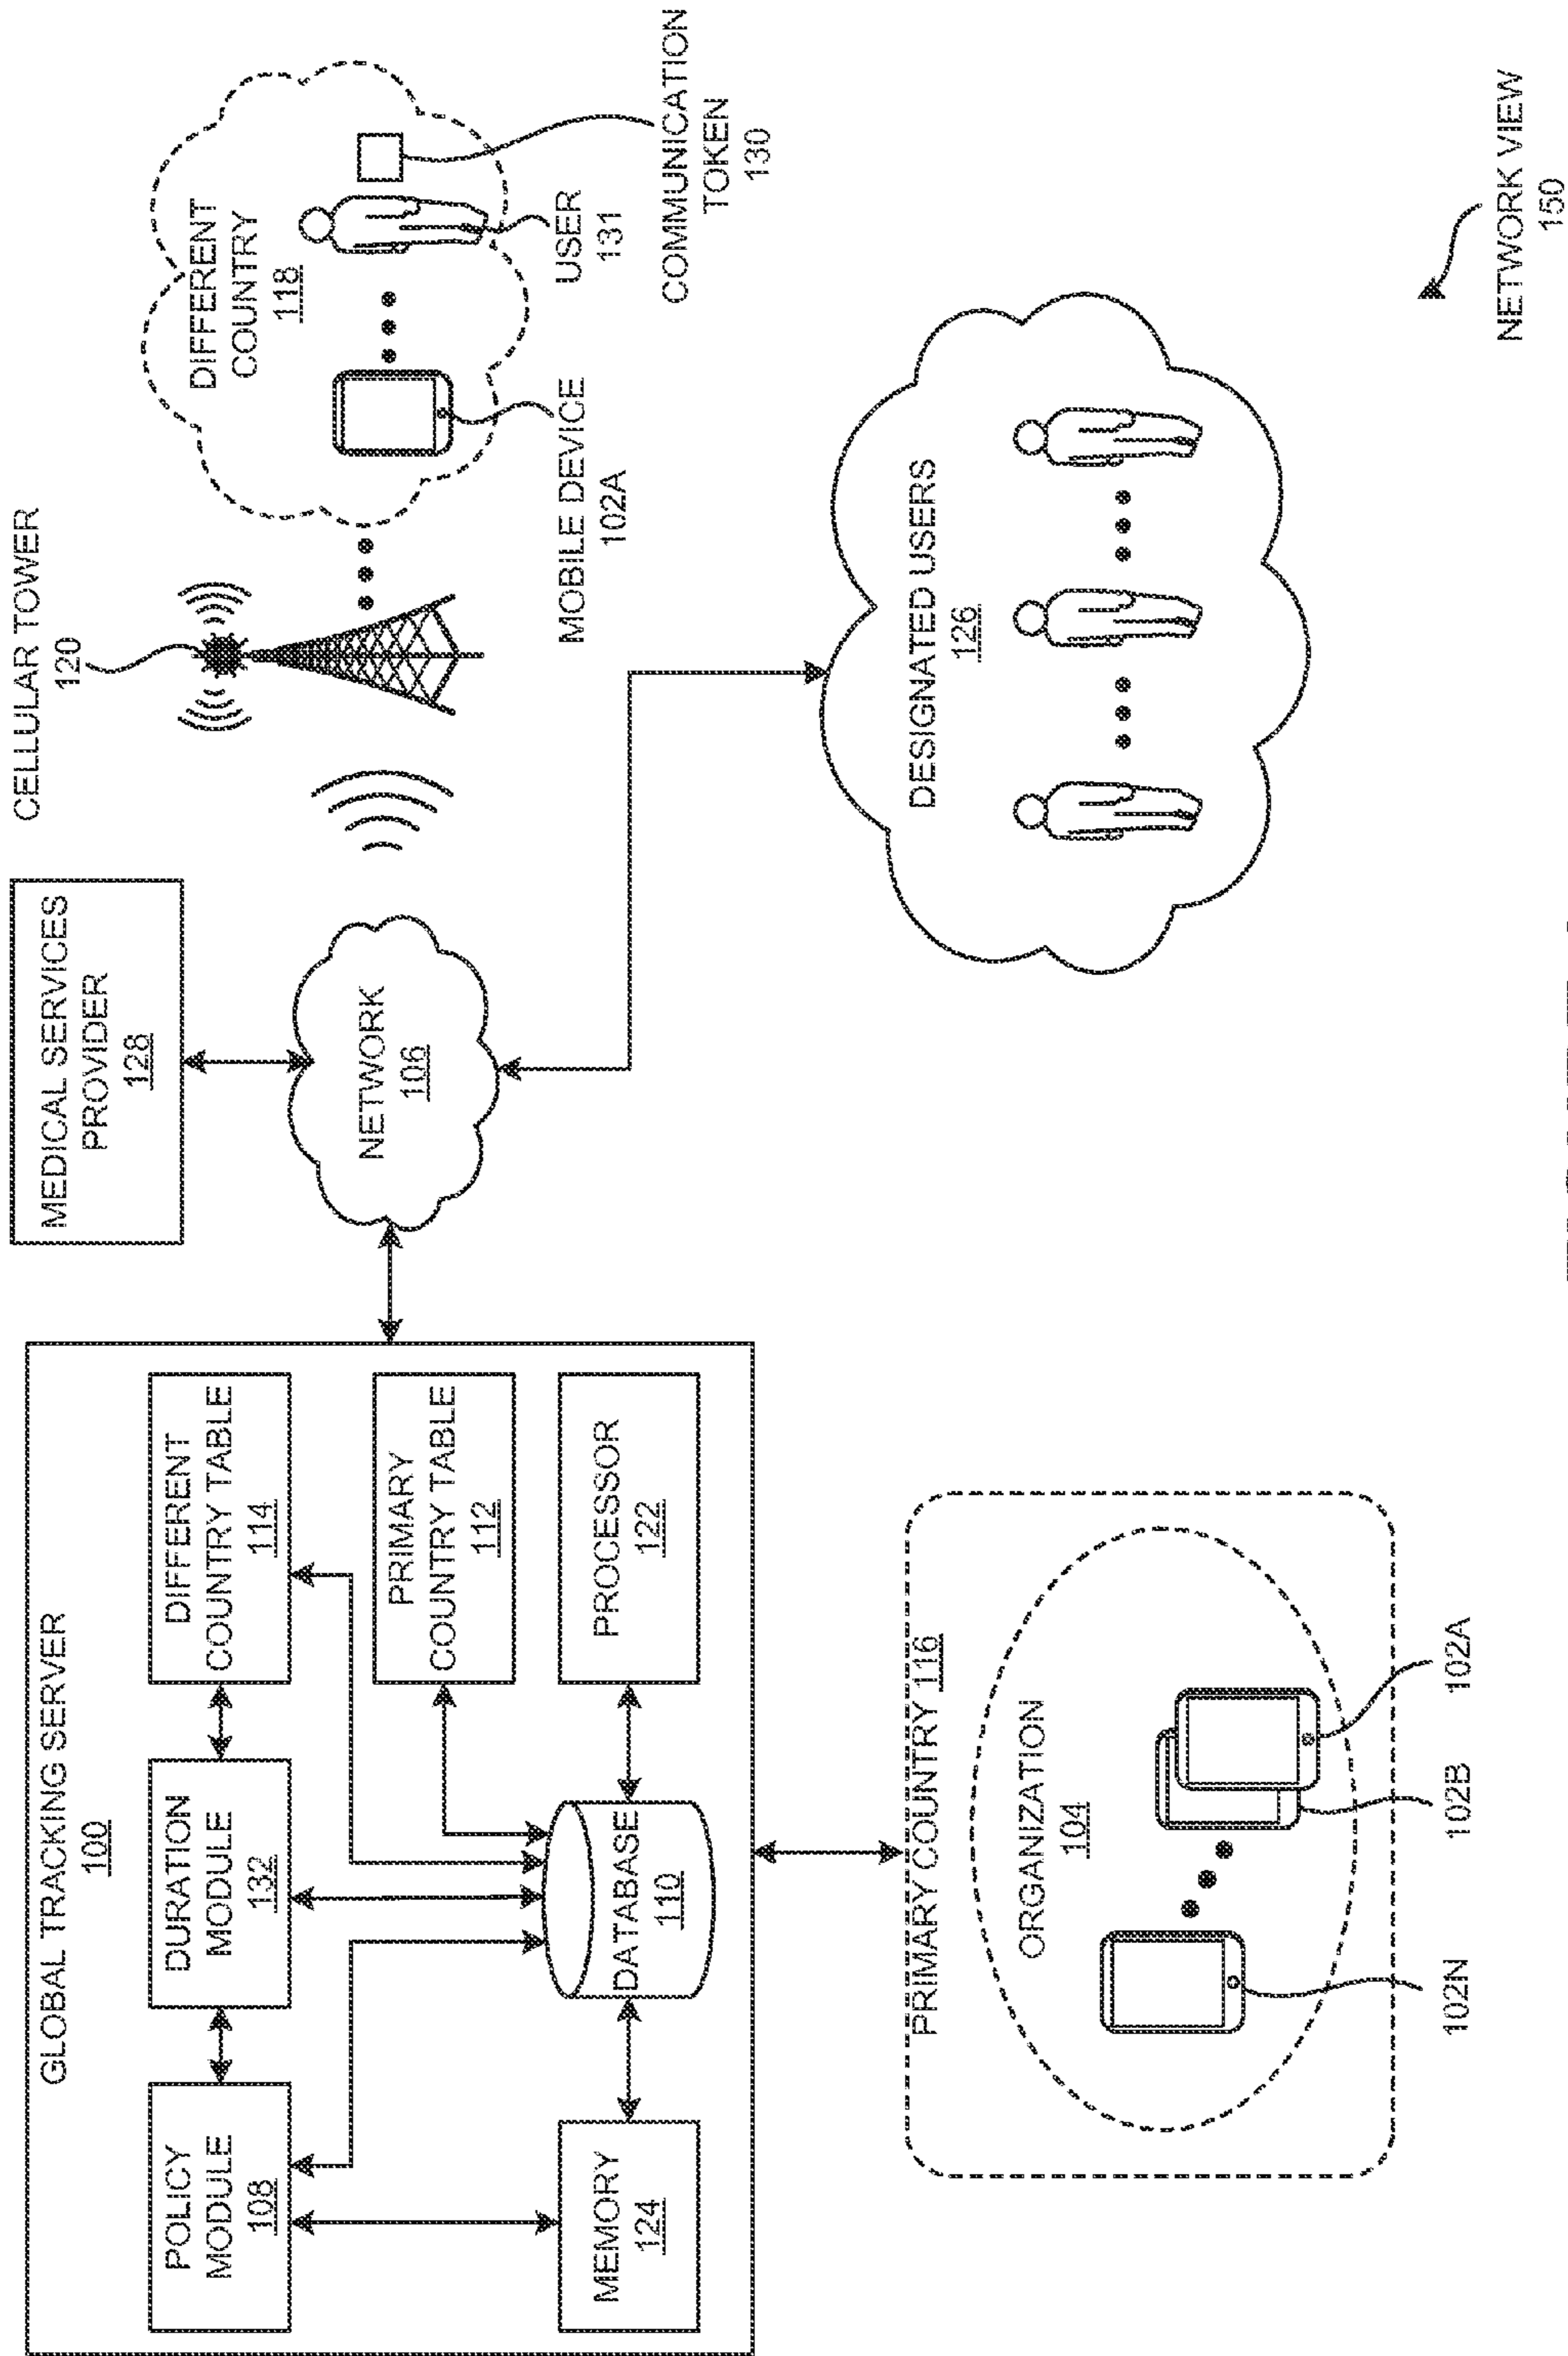 GLOBAL TRACKING SERVER
100
POLICY
MODULE
108
DURATION
MODULE
132
DIFFERENT
COUNTRY TABLE
114
PRIMARY
COUNTRY TABLE
112
MEMORY
124
DATABASE
110
PROCESSOR
122
MEDICAL SERVICES
PROVIDER
128
NETWORK
106
CELLULAR TOWER
120
DIFFERENT
COUNTRY
118
MOBILE DEVICE
102A
USER
131
COMMUNICATION
TOKEN
130
PRIMARY COUNTRY 116
ORGANIZATION
104
102N
102B
102A
DESIGNATED USERS
126
NETWORK VIEW
150